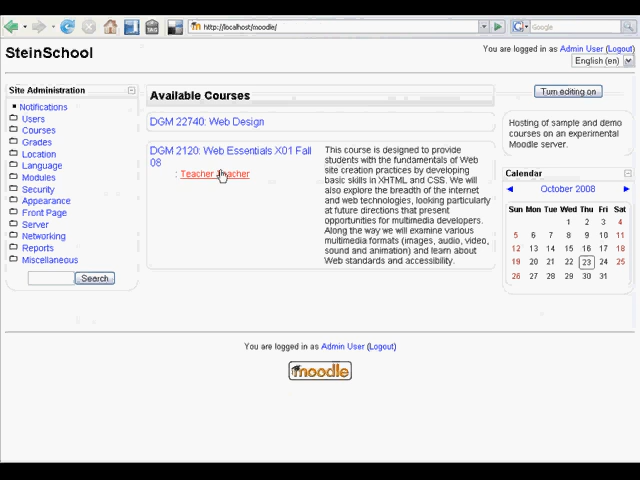 http://localhost/moodle/
Google
SteinSchool
You are logged in as Admin User (Logout)
English (en)
Site Administration
Notifications
Users
Courses
Grades
Location
Language
Modules
Security
Appearance
Front Page
Server
Networking
Reports
Miscellaneous
Search
Available Courses
DGM 22740: Web Design
DGM 2120: Web Essentials X01 Fall
08
: Teacher Teacher
This course is designed to provide
students with the fundamentals of Web
site creation practices by developing
basic skills in XHTML and CSS. We will
also explore the breadth of the internet
and web technologies, looking particularly
at future directions that present
opportunities for multimedia developers.
Along the way we will examine various
multimedia formats (images, audio, video,
sound and animation) and learn about
Web standards and accessibility.
Turn editing on
Hosting of sample and demo
courses on an experimental
Moodle server.
Calendar
October 2008
Sun Mon Tue Wed Thu Fri Sat
1 2 3 4
5 6 7 8 9 10 11
12 13 14 15 16 17 18
19 20 21 22 23 24 25
26 27 28 29 30 31
You are logged in as Admin User (Logout)
moodle